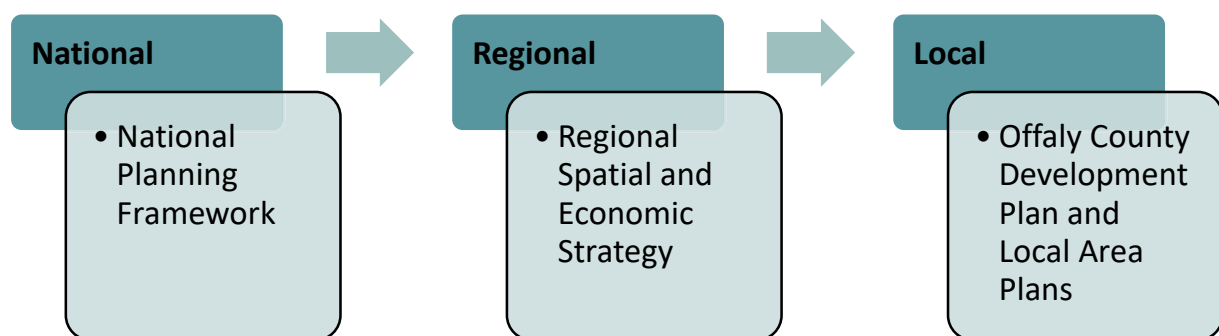 National
• National
Planning
Framework
Regional
• Regional
Spatial and
Economic
Strategy
Local
• Offaly County
Development
Plan and
Local Area
Plans